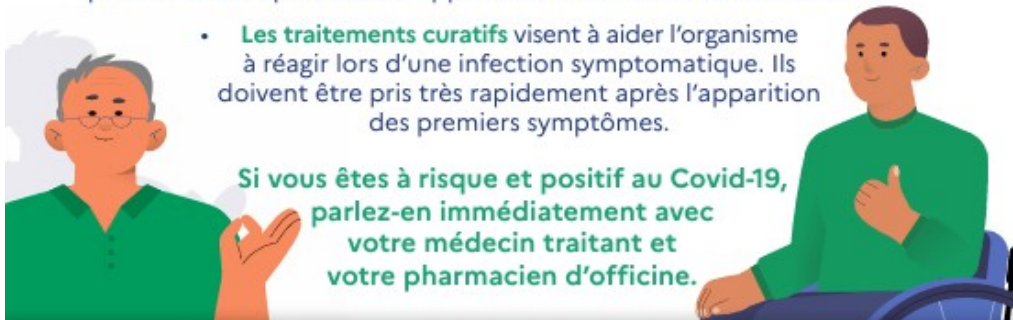 • Les traitements curatifs visent à aider l'organisme
à réagir lors d'une infection symptomatique. Ils
doivent être pris très rapidement après l'apparition
des premiers symptômes.
Si vous êtes à risque et positif au Covid-19,
parlez-en immédiatement avec
votre médecin traitant et
votre pharmacien d'officine.